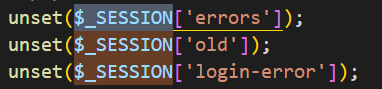 unset($_SESSION['errors']);
unset($_SESSION['old']);
unset($_SESSION['login-error']);